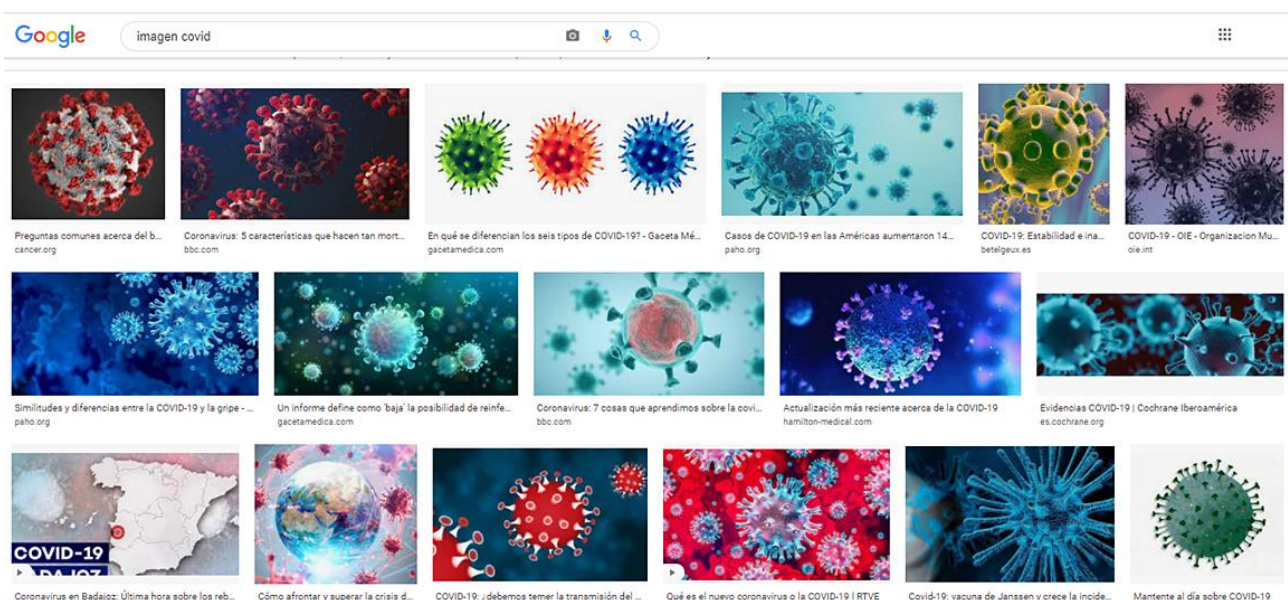 Google
imagen covid
Preguntas comunes acerca del b...
cancer.org
Coronavirus: 5 características que hacen tan mort...
bbc.com
En qué se diferencian los seis tipos de COVID-19? - Gaceta Mé...
gacetamedica.com
Casos de COVID-19 en las Américas aumentaron 14...
paho.org
COVID-19: Estabilidad e ina...
betelgeux.es
COVID-19 - OIE - Organizacion Mu...
oie.int
Similitudes y diferencias entre la COVID-19 y la gripe - ...
paho.org
Un informe define como 'baja' la posibilidad de reinfe...
gacetamedica.com
Coronavirus: 7 cosas que aprendimos sobre la covi...
bbc.com
Actualización más reciente acerca de la COVID-19
hamilton-medical.com
Evidencias COVID-19 | Cochrane Iberoamérica
es.cochrane.org
COVID-19
Coronavirus en Badajoz: Última hora sobre los reb...
Cómo afrontar y superar la crisis d...
COVID-19: ¿debemos temer la transmisión del ...
Qué es el nuevo coronavirus o la COVID-19 | RTVE
Covid-19: vacuna de Janssen y crece la incide...
Mantente al día sobre COVID-19